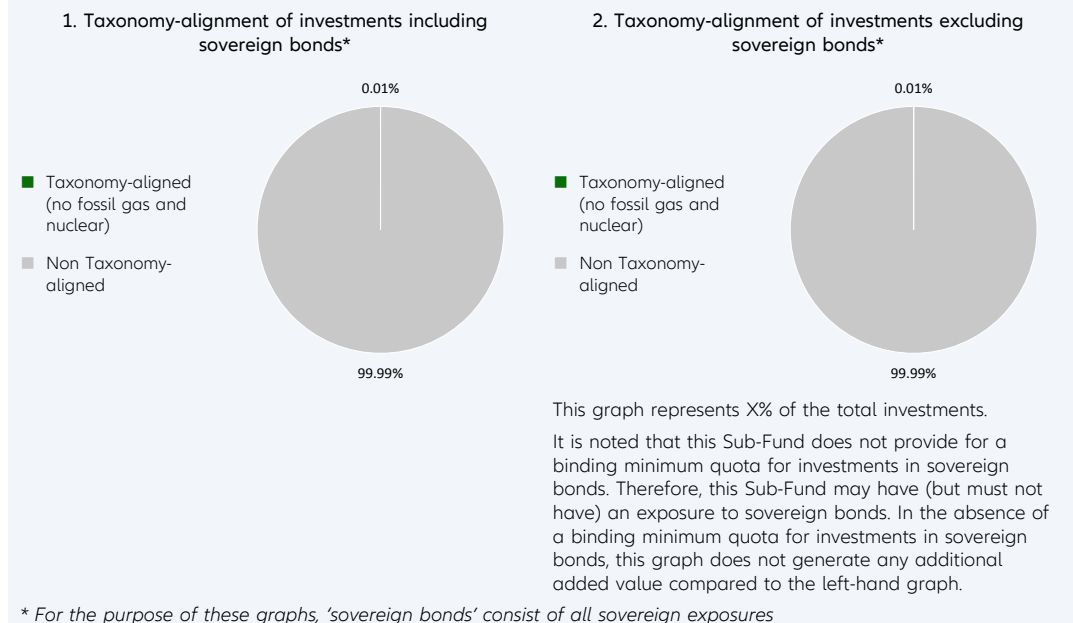 1. Taxonomy-alignment of investments including
sovereign bonds*
0.01%
Taxonomy-aligned
(no fossil gas and
nuclear)
Non Taxonomy-
aligned
99.99%
2. Taxonomy-alignment of investments excluding
sovereign bonds*
0.01%
Taxonomy-aligned
(no fossil gas and
nuclear)
Non Taxonomy-
aligned
99.99%
This graph represents X% of the total investments.
It is noted that this Sub-Fund does not provide for a
binding minimum quota for investments in sovereign
bonds. Therefore, this Sub-Fund may have (but must not
have) an exposure to sovereign bonds. In the absence of
a binding minimum quota for investments in sovereign
bonds, this graph does not generate any additional
added value compared to the left-hand graph.
* For the purpose of these graphs, ‘sovereign bonds’ consist of all sovereign exposures